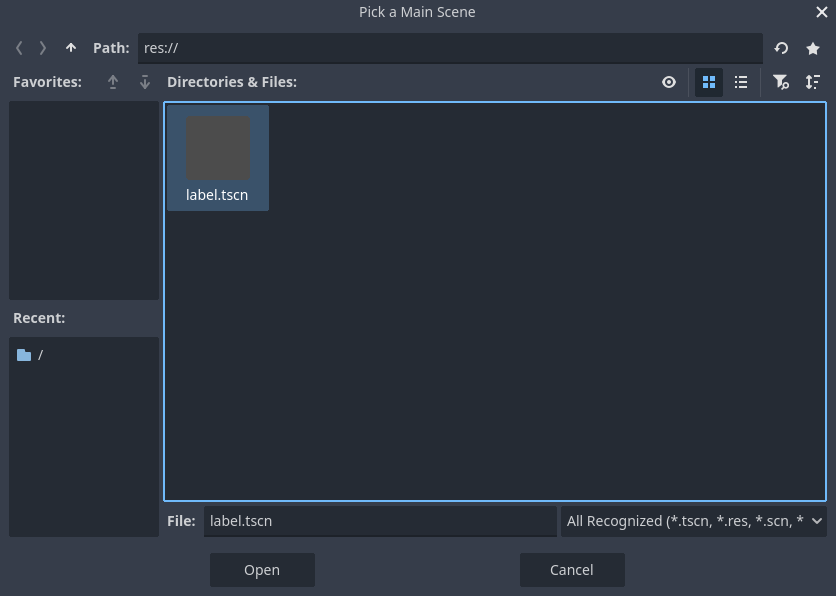 Pick a Main Scene
Path: res://
Favorites: Directories & Files:
label.tscn
Recent:
/
File: label.tscn All Recognized (*.tscn, *.res, *.scn, *
Open Cancel